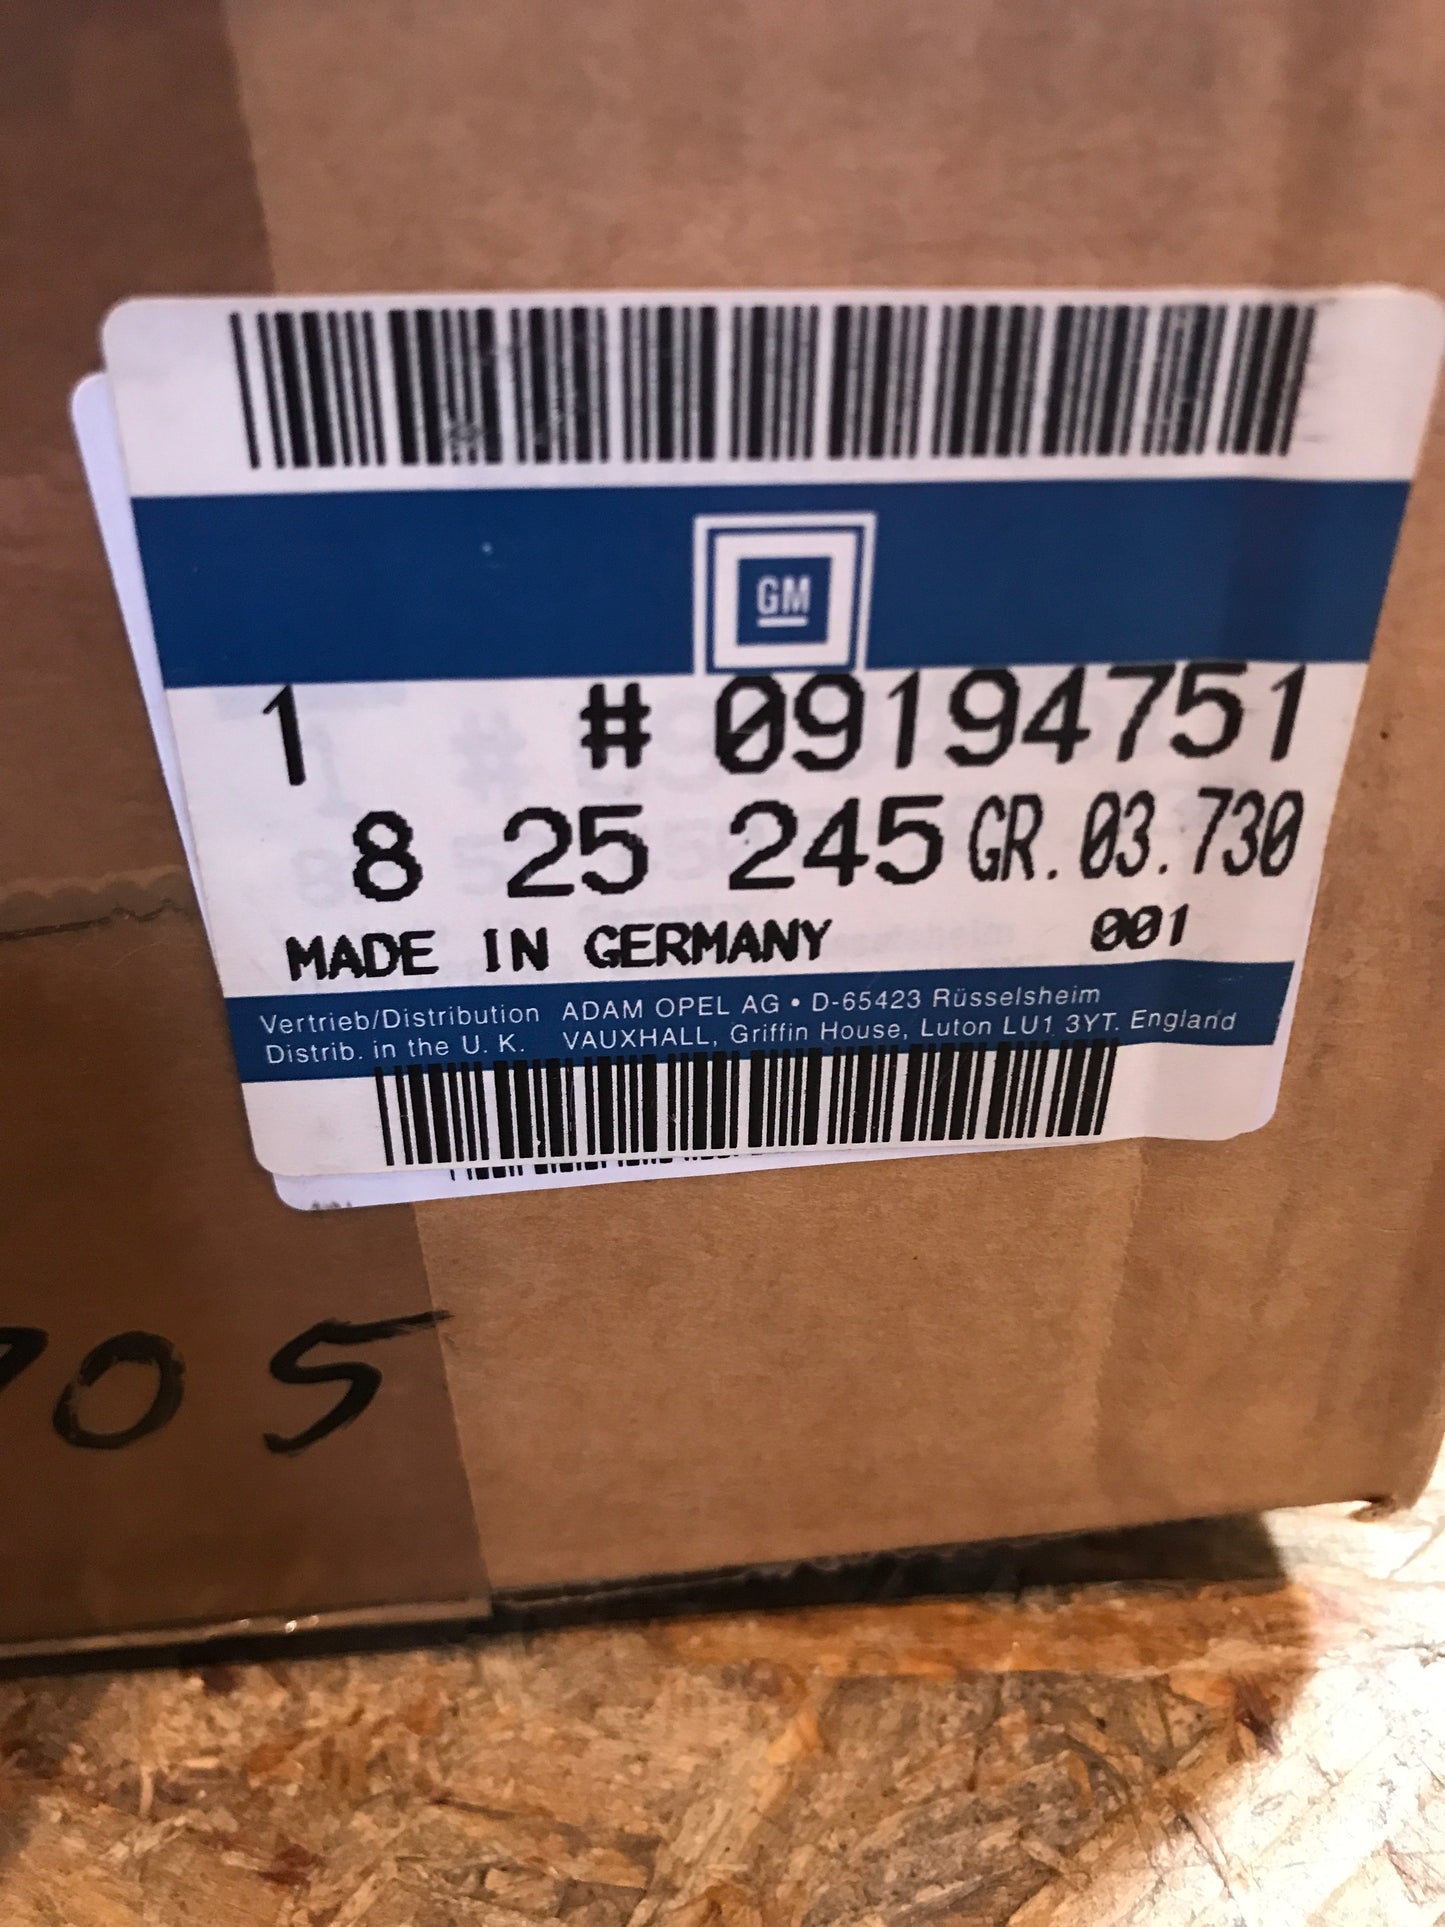 GM
1 # 09194751
8 25 245 GR. 03.730
MADE IN GERMANY 001
Vertrieb/Distribution ADAM OPEL AG • D-65423 Rüsselsheim
Distrib. in the U. K. VAUXHALL, Griffin House, Luton LU1 3YT. England
05